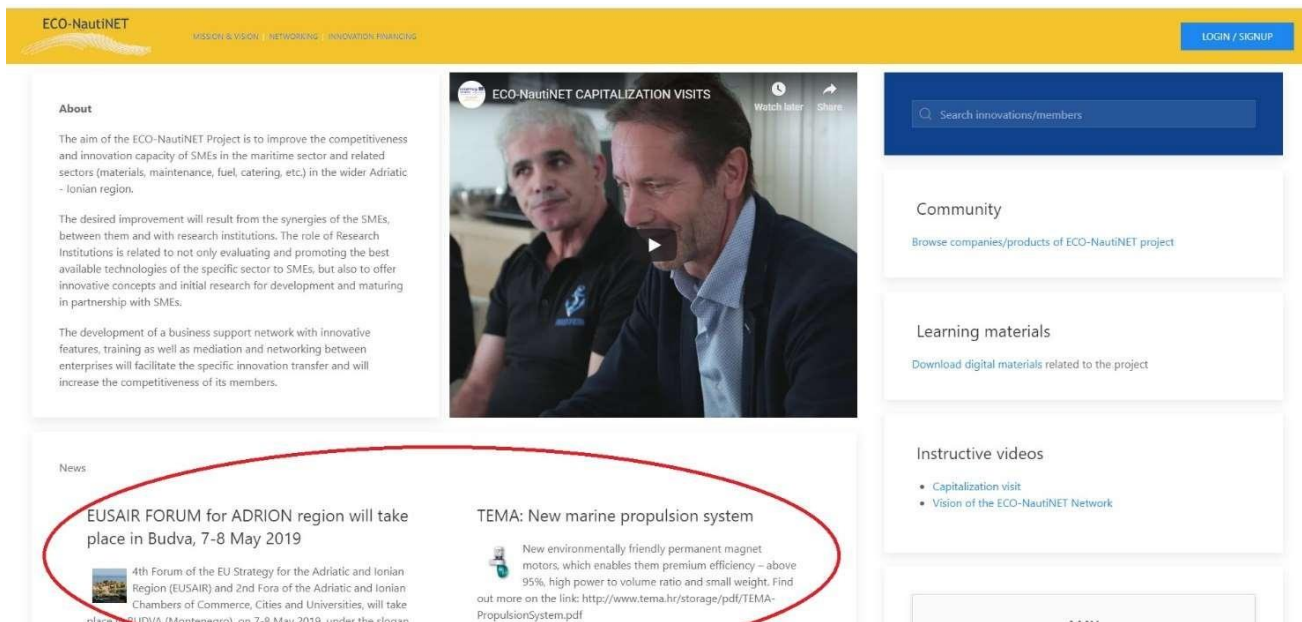 ECO-NautiNET
MISSION & VISION | NETWORKING | INNOVATION FINANCING
LOGIN / SIGNUP
About
The aim of the ECO-NautiNET Project is to improve the competitiveness
and innovation capacity of SMEs in the maritime sector and related
sectors (materials, maintenance, fuel, catering, etc.) in the wider Adriatic
- Ionian region.
The desired improvement will result from the synergies of the SMEs,
between them and with research institutions. The role of Research
Institutions is related to not only evaluating and promoting the best
available technologies of the specific sector to SMEs, but also to offer
innovative concepts and initial research for development and maturing
in partnership with SMEs.
The development of a business support network with innovative
features, training as well as mediation and networking between
enterprises will facilitate the specific innovation transfer and will
increase the competitiveness of its members.
ECO-NautiNET CAPITALIZATION VISITS
Watch later
Share
Search innovations/members
Community
Browse companies/products of ECO-NautiNET project
Learning materials
Download digital materials related to the project
Instructive videos
Capitalization visit
Vision of the ECO-NautiNET Network
News
EUSAIR FORUM for ADRION region will take
place in Budva, 7-8 May 2019
4th Forum of the EU Strategy for the Adriatic and Ionian
Region (EUSAIR) and 2nd Fora of the Adriatic and Ionian
Chambers of Commerce, Cities and Universities, will take
place in BUDVA (Montenegro), on 7-8 May 2019, under the slogan
TEMA: New marine propulsion system
New environmentally friendly permanent magnet
motors, which enables them premium efficiency – above
95%, high power to volume ratio and small weight. Find
out more on the link: http://www.tema.hr/storage/pdf/TEMA-
PropulsionSystem.pdf